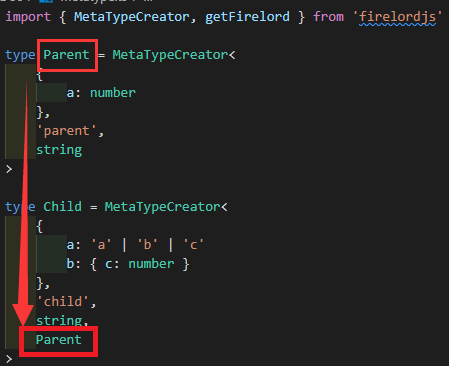 import { MetaTypeCreator, getFirelord } from 'firelordjs'
type Parent = MetaTypeCreator<
{
a: number
},
'parent',
string
>
type Child = MetaTypeCreator<
{
a: 'a' | 'b' | 'c'
b: { c: number }
},
'child',
string,
Parent
>